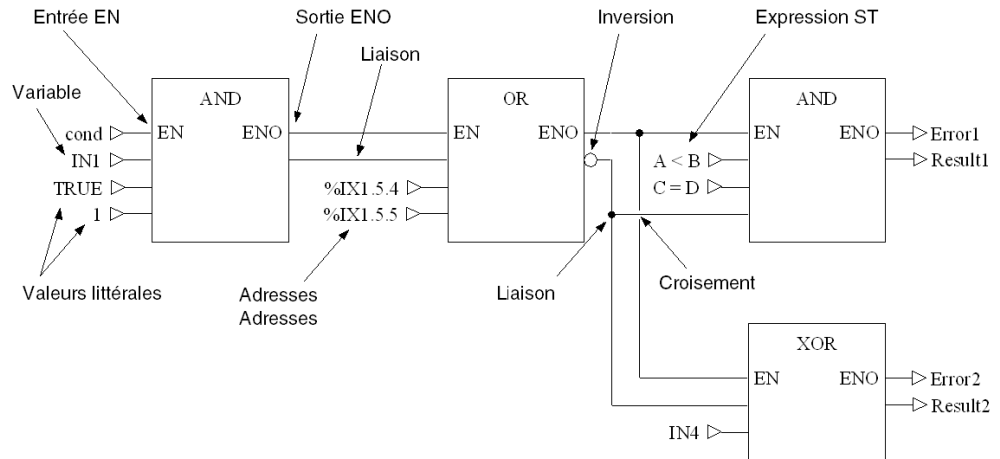 Entrée EN
Sortie ENO
Inversion
Expression ST
Liaison
Variable
AND
OR
AND
cond
EN
ENO
EN
ENO
EN
ENO
Error1
IN1
A < B
Result1
TRUE
%IX1.5.4
C = D
1
%IX1.5.5
Valeurs littérales
Adresses
Adresses
Liaison
Croisement
XOR
EN
ENO
Error2
Result2
IN4